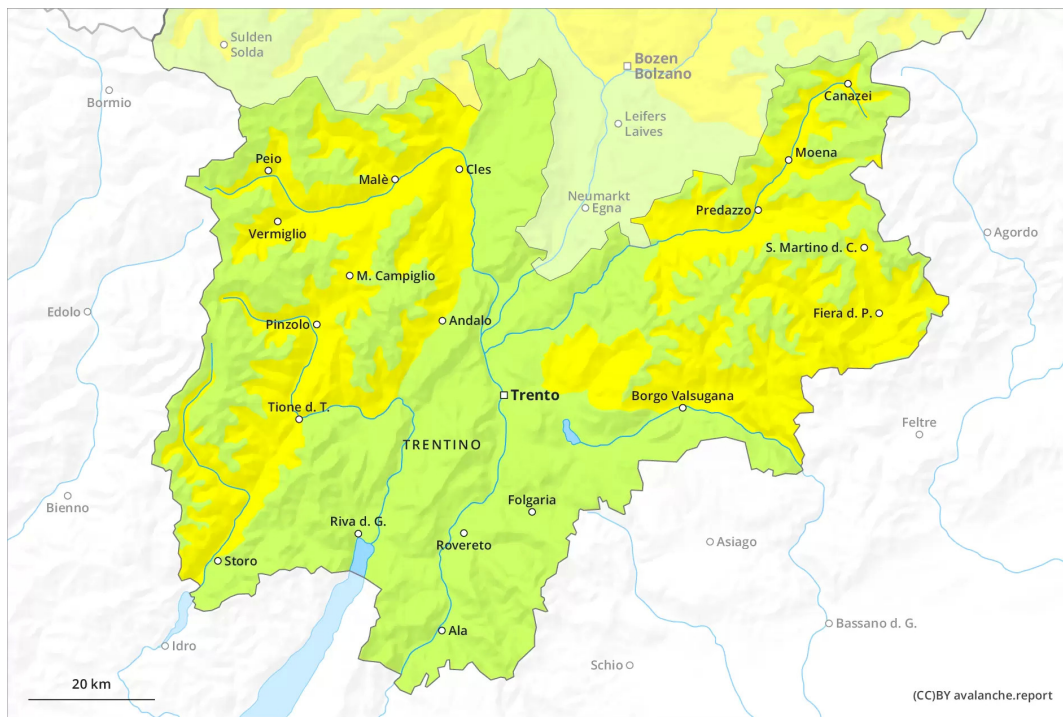 Sulden
Solda
Bozen
Bolzano
Bormio
Canazei
Leifers
Laives
Peio
Malè
Cles
Moena
Neumarkt
Egna
Predazzo
Vermiglio
Agordo
S. Martino d. C.
M. Campiglio
Edolo
Pinzolo
Andalo
Fiera d. P.
Trento
Borgo Valsugana
Tione d. T.
Feltre
TRENTINO
Bienno
Folgaria
Riva d. G.
Rovereto
Asiago
Storo
Bassano d. G.
Ala
Idro
Schio
20 km
(CC)BY avalanche.report